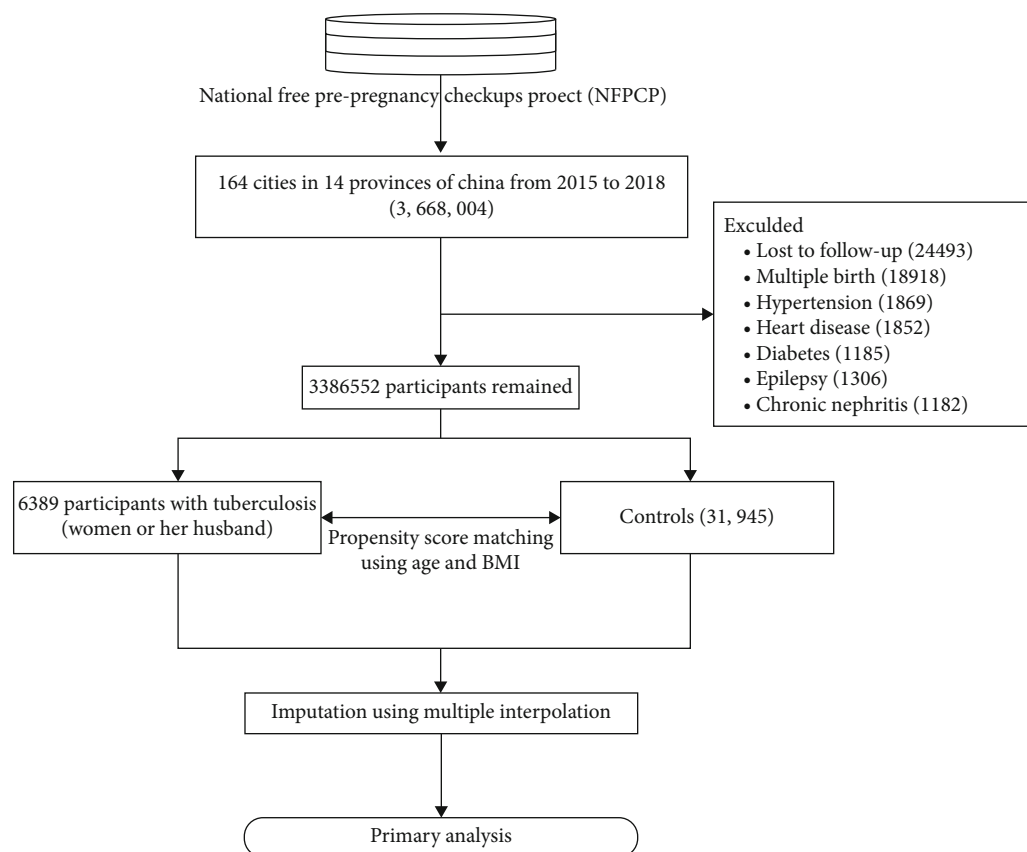 National free pre-pregnancy checkups proect (NFPCP)
164 cities in 14 provinces of china from 2015 to 2018
(3, 668, 004)
Exculded
• Lost to follow-up (24493)
• Multiple birth (18918)
• Hypertension (1869)
• Heart disease (1852)
• Diabetes (1185)
• Epilepsy (1306)
• Chronic nephritis (1182)
3386552 participants remained
6389 participants with tuberculosis
(women or her husband)
Propensity score matching
using age and BMI
Controls (31, 945)
Imputation using multiple interpolation
Primary analysis